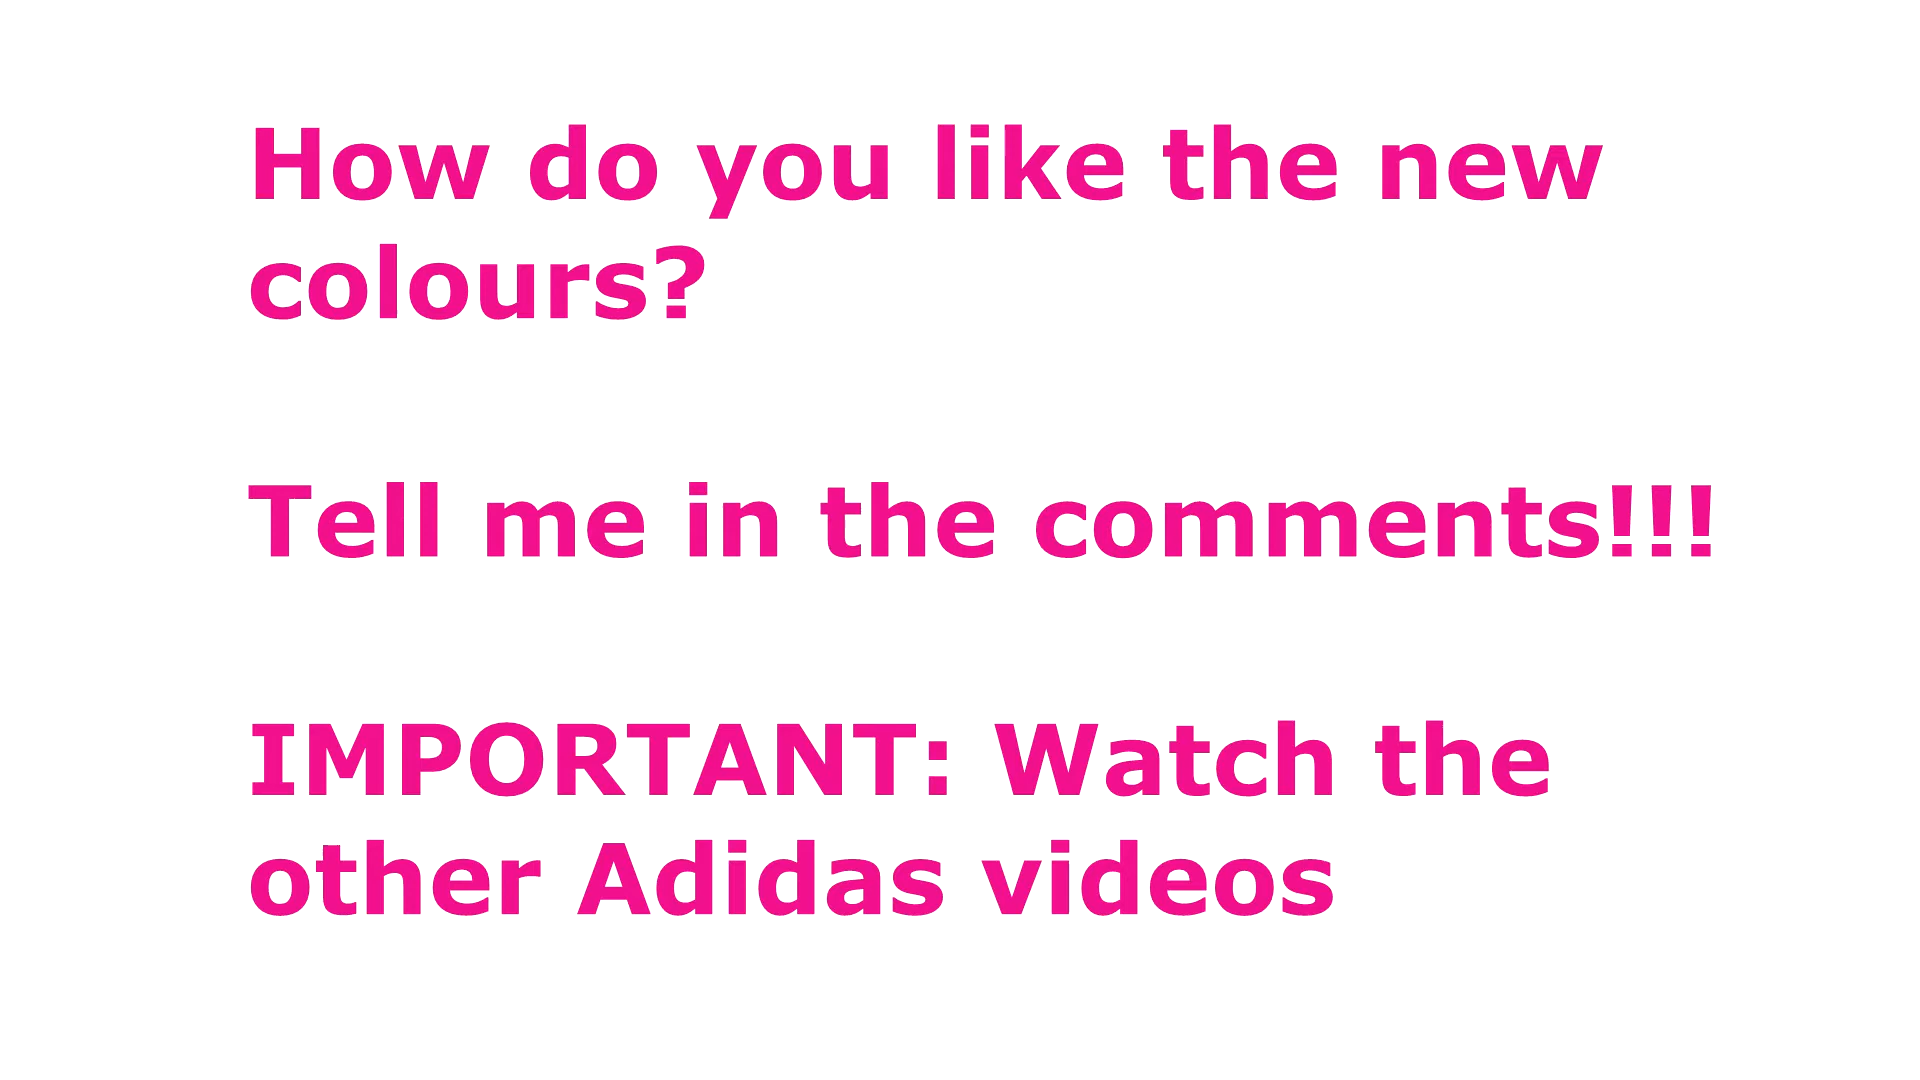 How do you like the new
colours?
Tell me in the comments!!!
IMPORTANT: Watch the
other Adidas videos